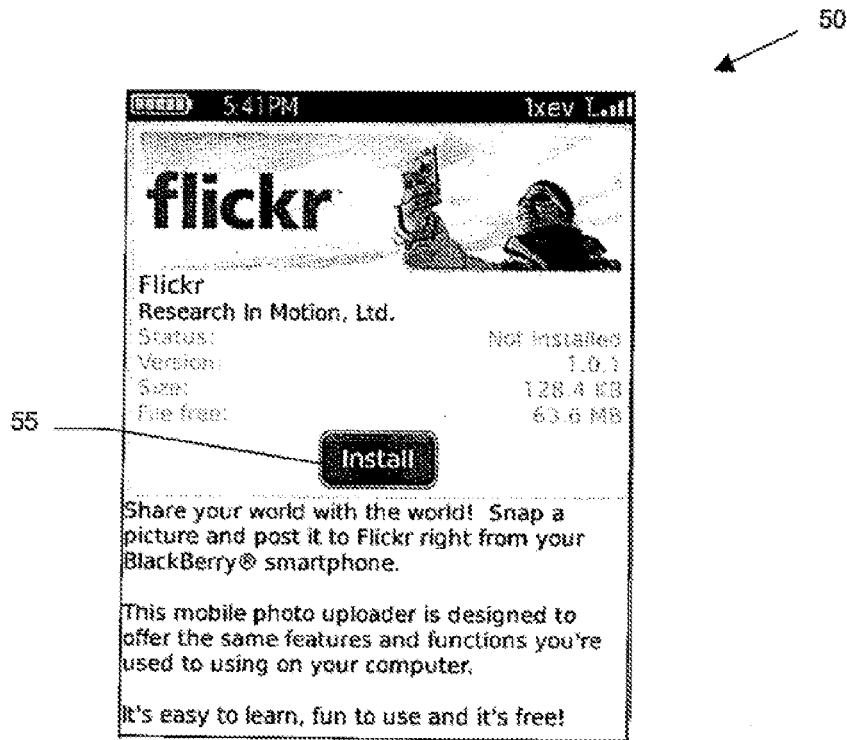 50
5:41PM 1xev
flickr
Flickr
Research In Motion, Ltd.
Status: Not Installed
Version: 1.0.1
Size: 128.4 KB
File free: 63.6 MB
55
Install
Share your world with the world! Snap a
picture and post it to Flickr right from your
BlackBerry® smartphone.
This mobile photo uploader is designed to
offer the same features and functions you're
used to using on your computer.
It's easy to learn, fun to use and it's free!